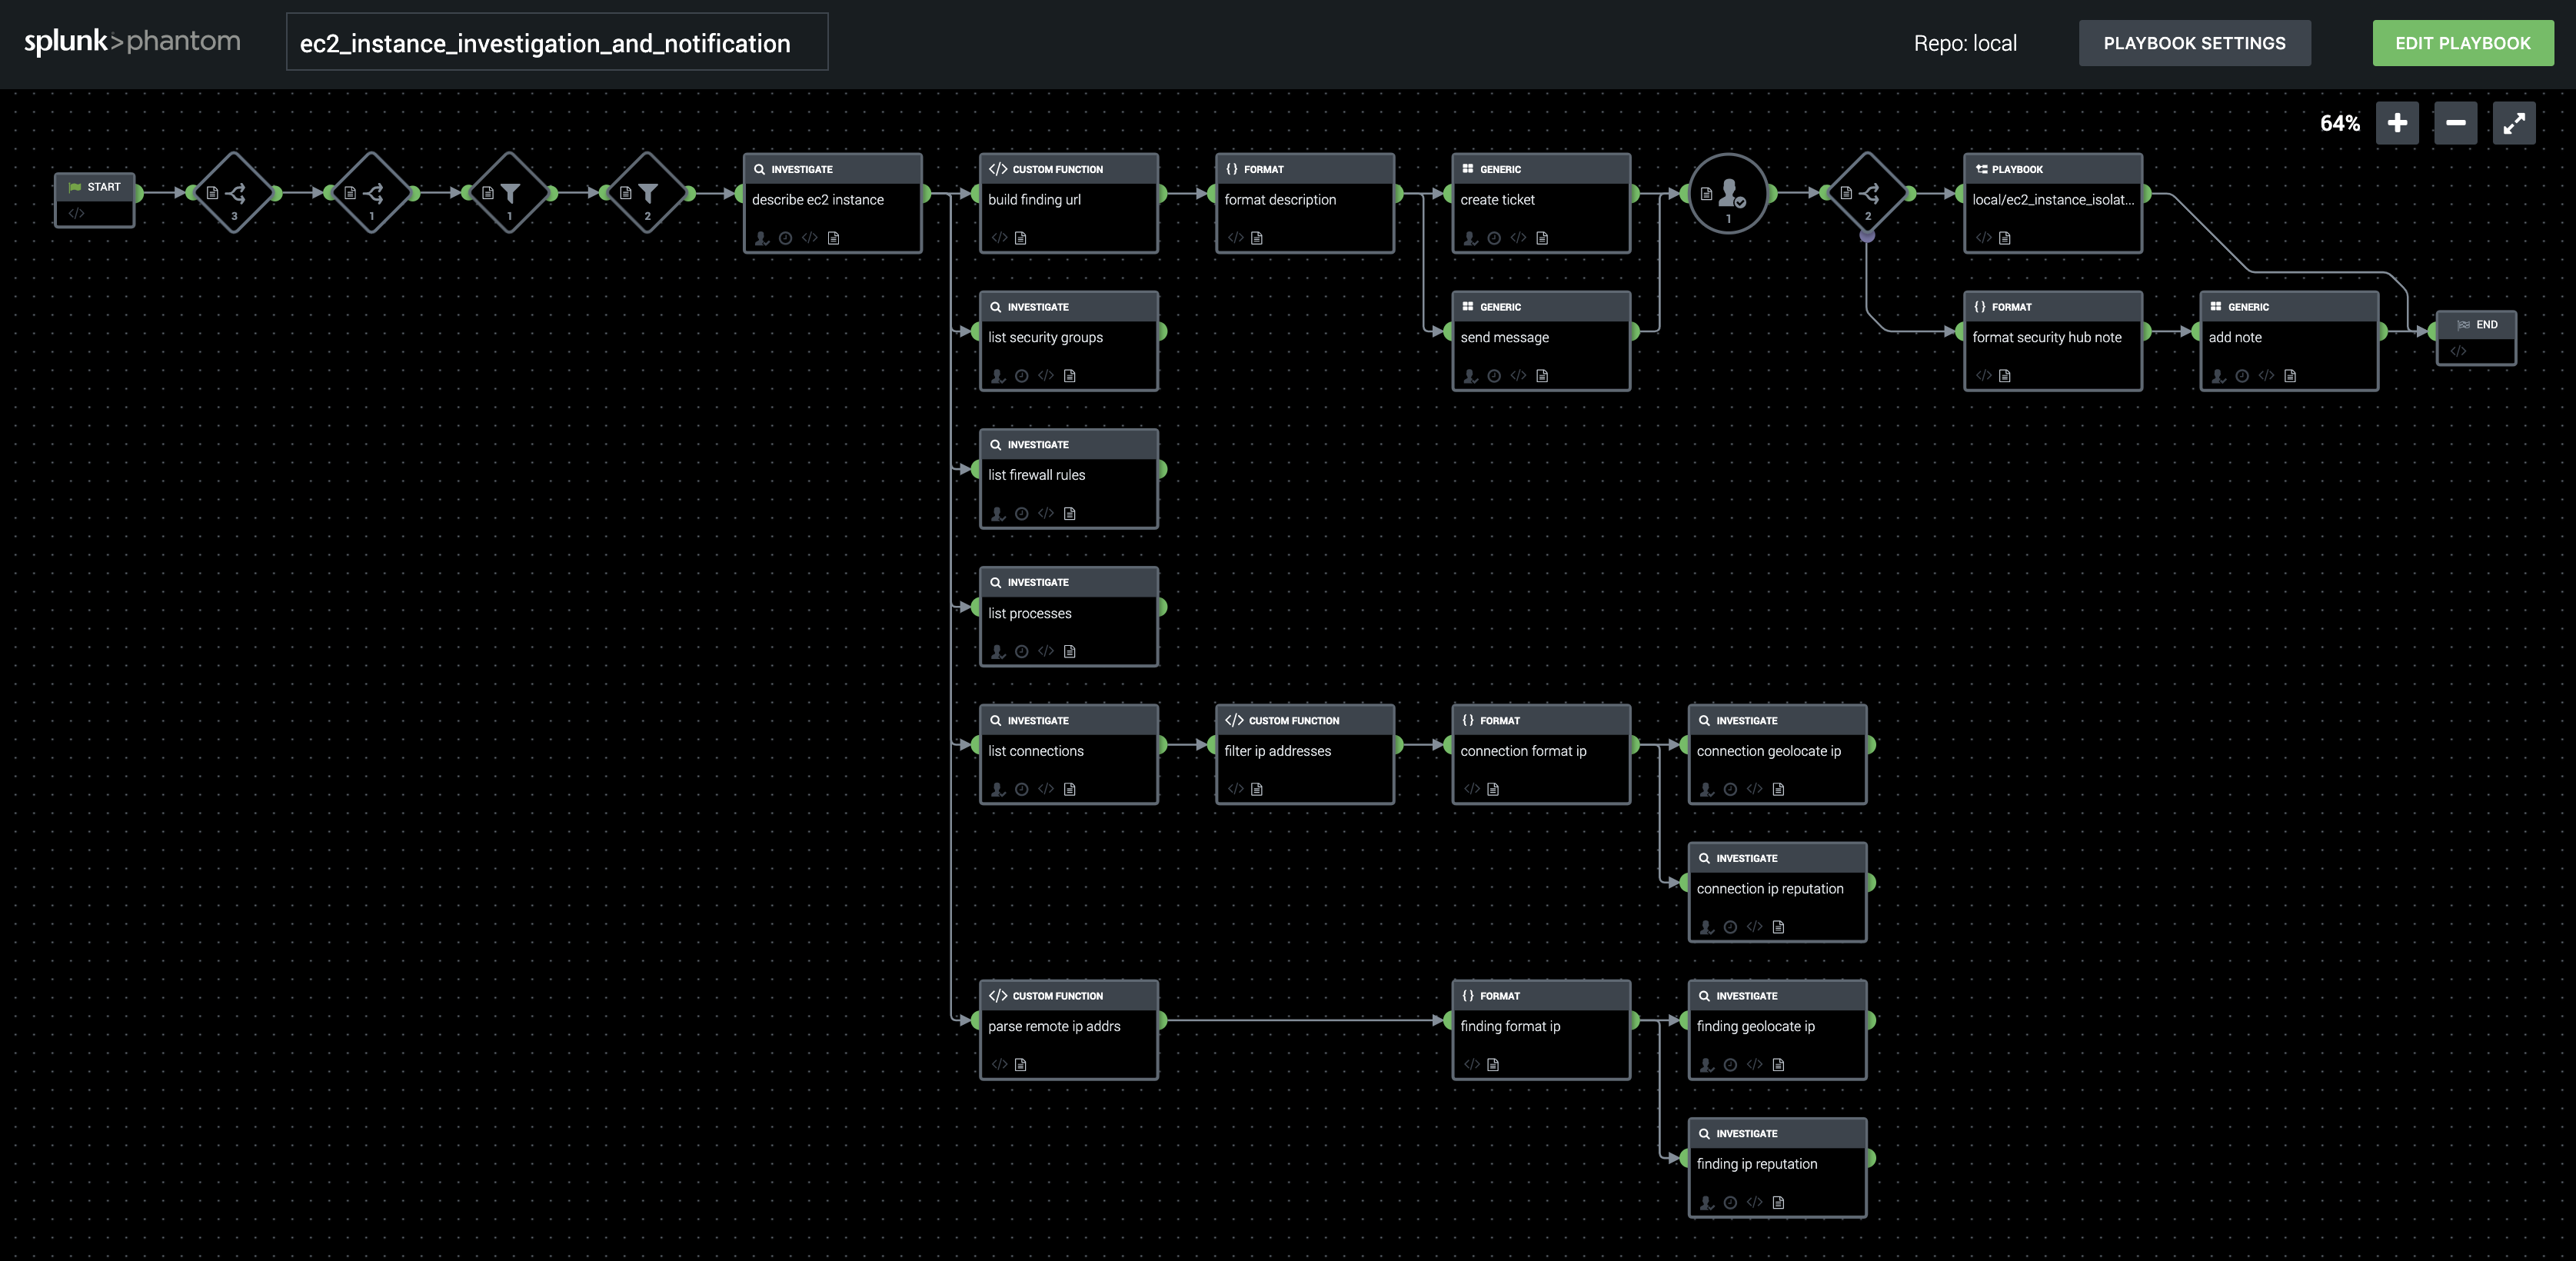 splunk>phantom
ec2_instance_investigation_and_notification
Repo: local
PLAYBOOK SETTINGS
EDIT PLAYBOOK
64%
START
3
1
1
2
INVESTIGATE
describe ec2 instance
CUSTOM FUNCTION
build finding url
FORMAT
format description
GENERIC
create ticket
1
2
PLAYBOOK
local/ec2_instance_isolat...
INVESTIGATE
list security groups
GENERIC
send message
FORMAT
format security hub note
GENERIC
add note
END
INVESTIGATE
list firewall rules
INVESTIGATE
list processes
INVESTIGATE
list connections
CUSTOM FUNCTION
filter ip addresses
FORMAT
connection format ip
INVESTIGATE
connection geolocate ip
INVESTIGATE
connection ip reputation
CUSTOM FUNCTION
parse remote ip addrs
FORMAT
finding format ip
INVESTIGATE
finding geolocate ip
INVESTIGATE
finding ip reputation